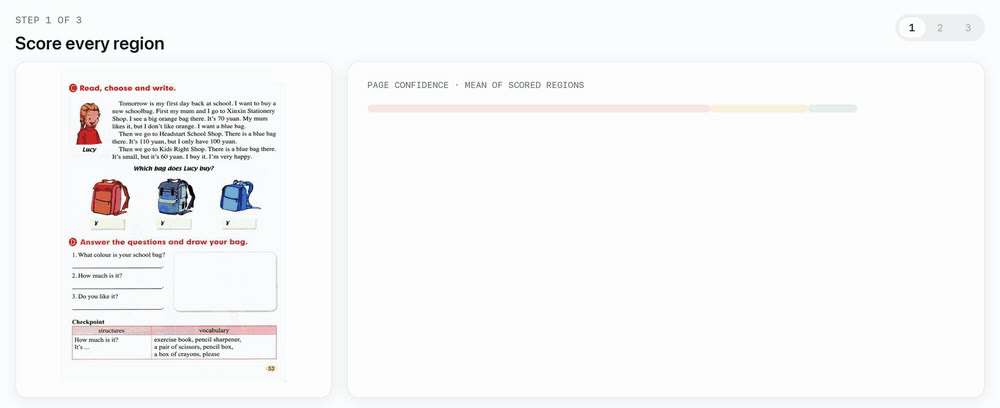 STEP 1 OF 3
Score every region
1 2 3
C Read, choose and write.
Tomorrow is my first day back at school. I want to buy a
new schoolbag. First my mum and I go to Xinxin Stationery
Shop. I see a big orange bag there. It's 70 yuan. My mum
likes it, but I don't like orange. I want a blue bag.
Then we go to Headstart School Shop. There is a blue bag
there. It's 110 yuan, but I only have 100 yuan.
Then we go to Kids Right Shop. There is a blue bag there.
It's small, but it's 60 yuan. I buy it. I'm very happy.
Lucy
Which bag does Lucy buy?
¥ ¥ ¥
D Answer the questions and draw your bag.
1. What colour is your school bag?
2. How much is it?
3. Do you like it?
Checkpoint
structures vocabulary
How much is it? exercise book, pencil sharpener,
It's ... a pair of scissors, pencil box,
a box of crayons, please
53
PAGE CONFIDENCE · MEAN OF SCORED REGIONS